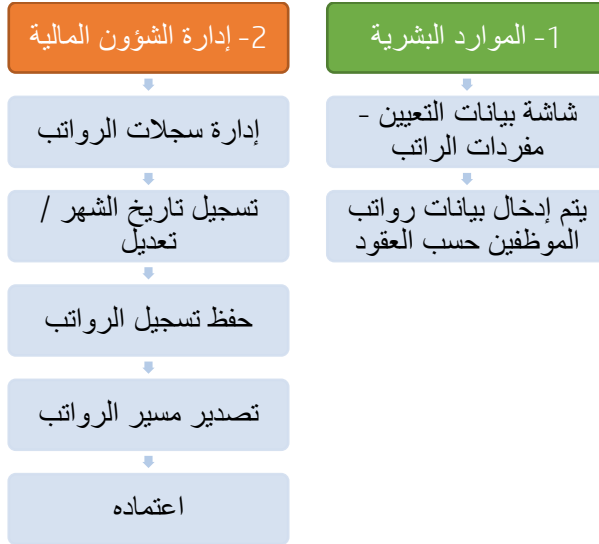 1- الموارد البشرية
شاشة بيانات التعيين -
مفردات الراتب
يتم إدخال بيانات رواتب
الموظفين حسب العقود
2- إدارة الشؤون المالية
إدارة سجلات الرواتب
تسجيل تاريخ الشهر /
تعديل
حفظ تسجيل الرواتب
تصدير مسير الرواتب
اعتماده